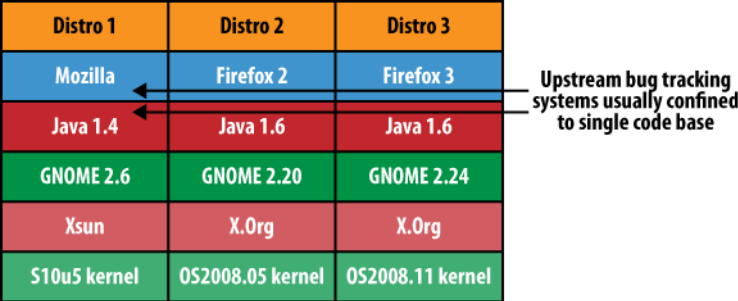 Distro 1 Distro 2 Distro 3
Mozilla Firefox 2 Firefox 3
Upstream bug tracking
systems usually confined
to single code base
Java 1.4 Java 1.6 Java 1.6
GNOME 2.6 GNOME 2.20 GNOME 2.24
Xsun X.Org X.Org
S10u5 kernel OS2008.05 kernel OS2008.11 kernel